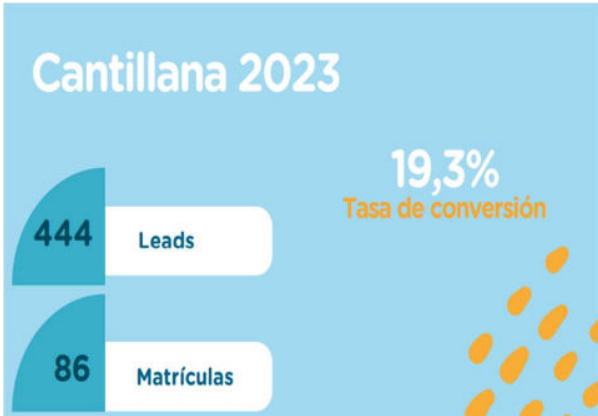 Cantillana 2023
19,3%
Tasa de conversión
444 Leads
86 Matrículas